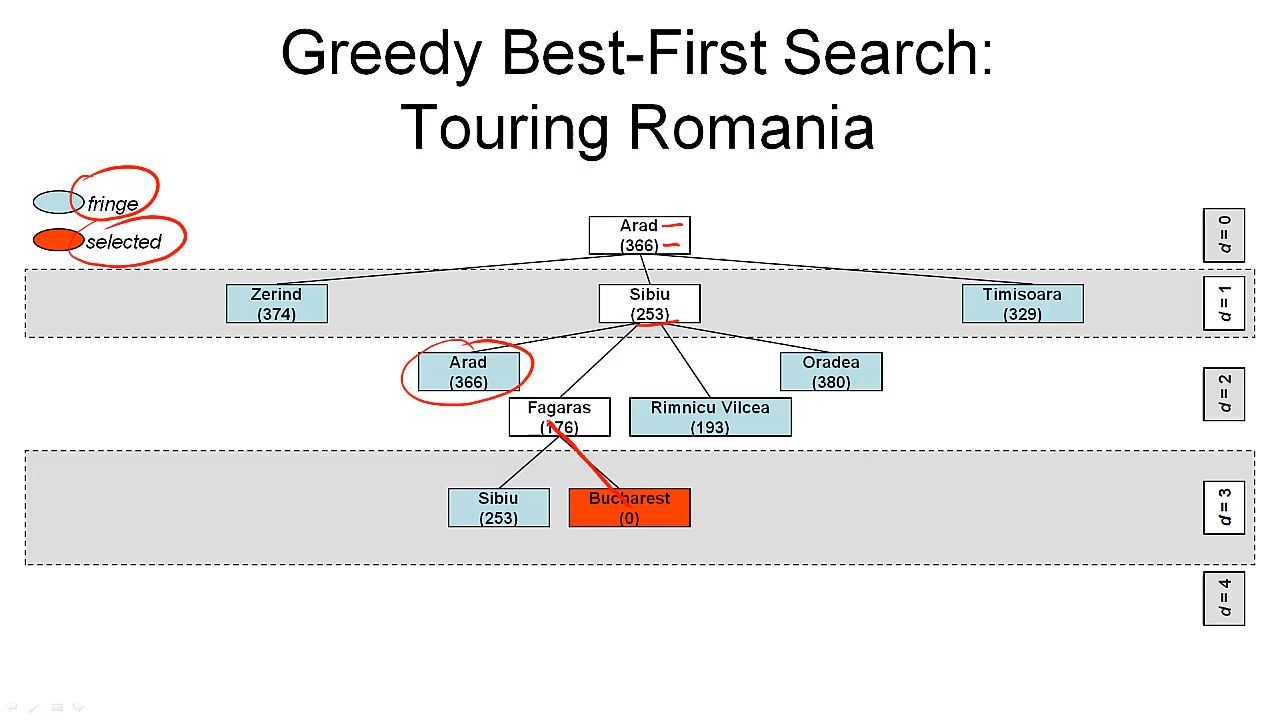 Greedy Best-First Search:
Touring Romania
fringe
selected
Arad
(366)
d = 0
Zerind
(374)
Sibiu
(253)
Timisoara
(329)
d = 1
Arad
(366)
Oradea
(380)
d = 2
Fagaras
(176)
Rimnicu Vilcea
(193)
Sibiu
(253)
Bucharest
(0)
d = 3
d = 4